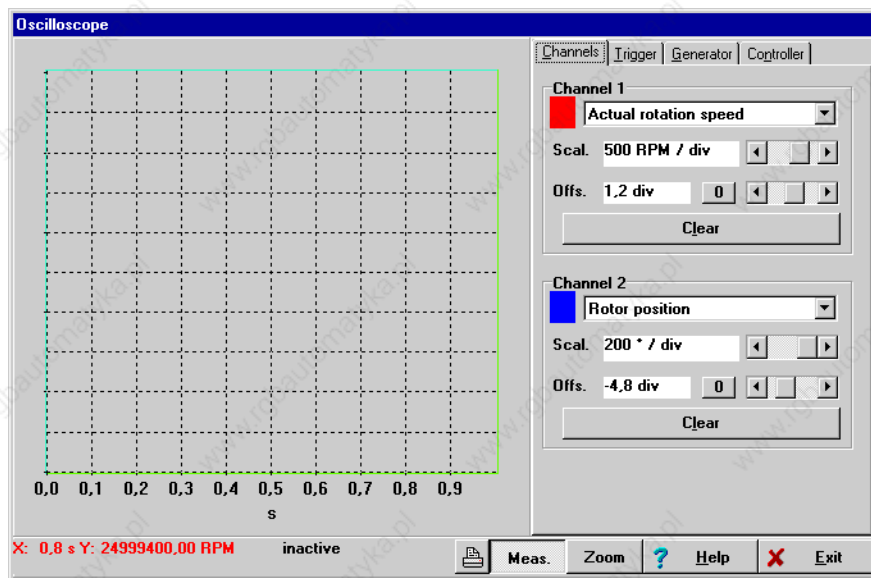 Oscilloscope
Channels Trigger Generator Controller
Channel 1
Actual rotation speed
Scal. 500 RPM / div
Offs. 1,2 div 0
Clear
Channel 2
Rotor position
Scal. 200 ° / div
Offs. -4,8 div 0
Clear
0,0 0,1 0,2 0,3 0,4 0,5 0,6 0,7 0,8 0,9
s
X: 0,8 s Y: 24999400,00 RPM inactive
Meas. Zoom ? Help X Exit
www.rgbautomatyka.pl